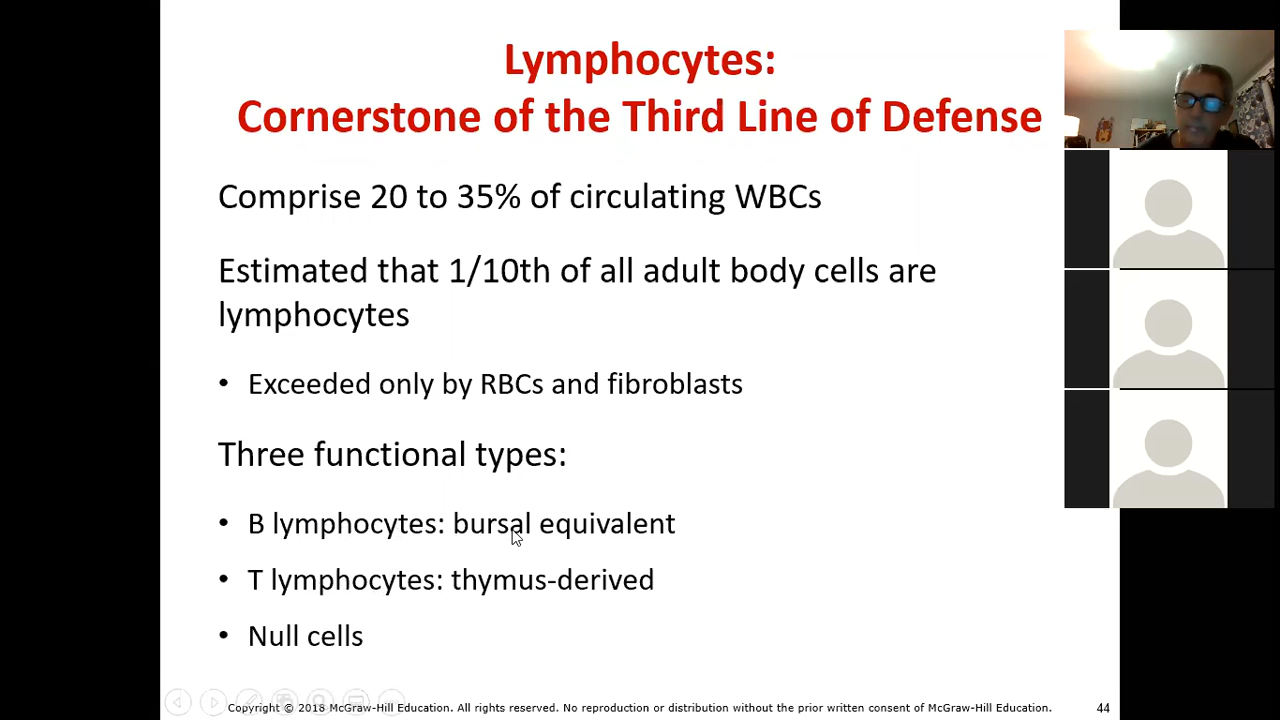 Lymphocytes:
Cornerstone of the Third Line of Defense
Comprise 20 to 35% of circulating WBCs
Estimated that 1/10th of all adult body cells are
lymphocytes
• Exceeded only by RBCs and fibroblasts
Three functional types:
• B lymphocytes: bursal equivalent
• T lymphocytes: thymus-derived
• Null cells
Copyright © 2018 McGraw-Hill Education. All rights reserved. No reproduction or distribution without the prior written consent of McGraw-Hill Education.
44